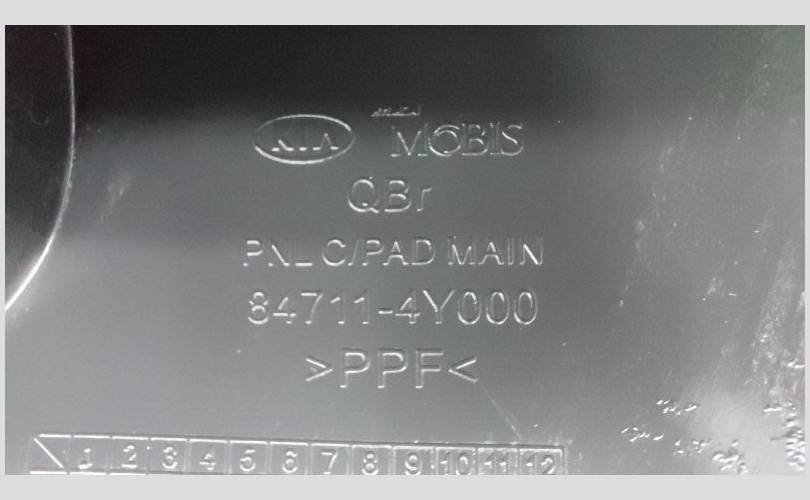 KIA MOBIS
QBr
PNL C/PAD MAIN
84711-4Y000
>PPF<
1 2 3 4 5 6 7 8 9 10 11 12